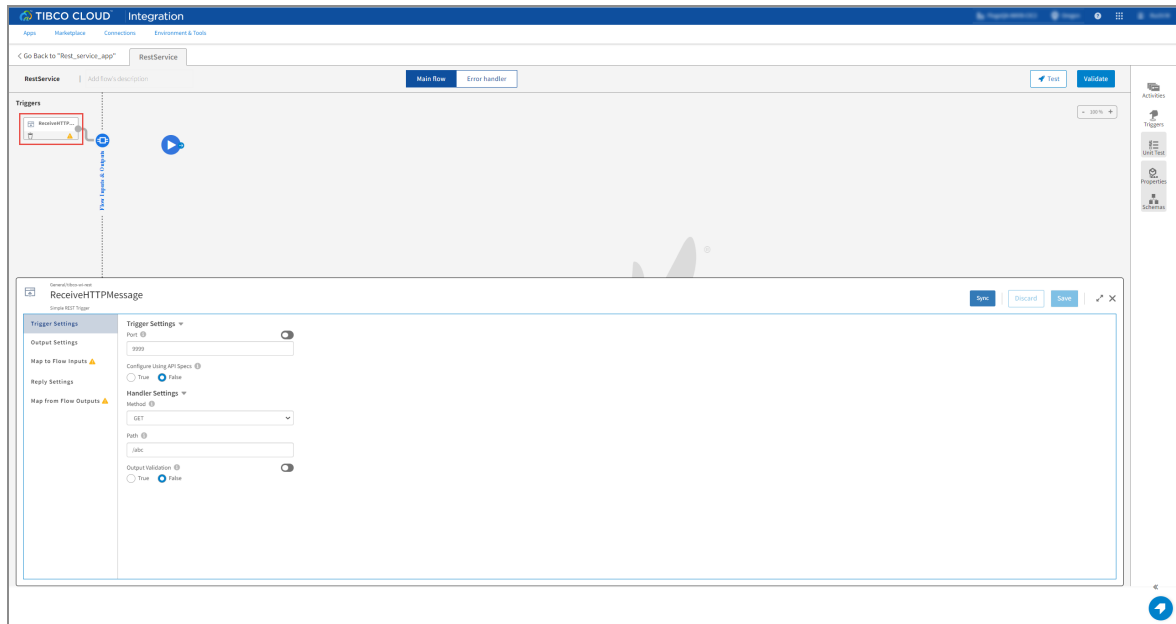 TIBCO CLOUD™ Integration
Apps Marketplace Connections Environment & Tools
< Go Back to "Rest_service_app" RestService
RestService | Add flow's description Main flow Error handler Test Validate
Triggers
ReceiveHTTP...
- 100% +
Flow Inputs & Outputs
Activities
Triggers
Unit Test
Properties
Schemas
ReceiveHTTPMessage
Simple REST Trigger
Sync Discard Save
Trigger Settings
Output Settings
Map to Flow Inputs
Reply Settings
Map from Flow Outputs
Trigger Settings
Port
9999
Configure Using API Specs
True False
Handler Settings
Method
GET
Path
/abc
Output Validation
True False